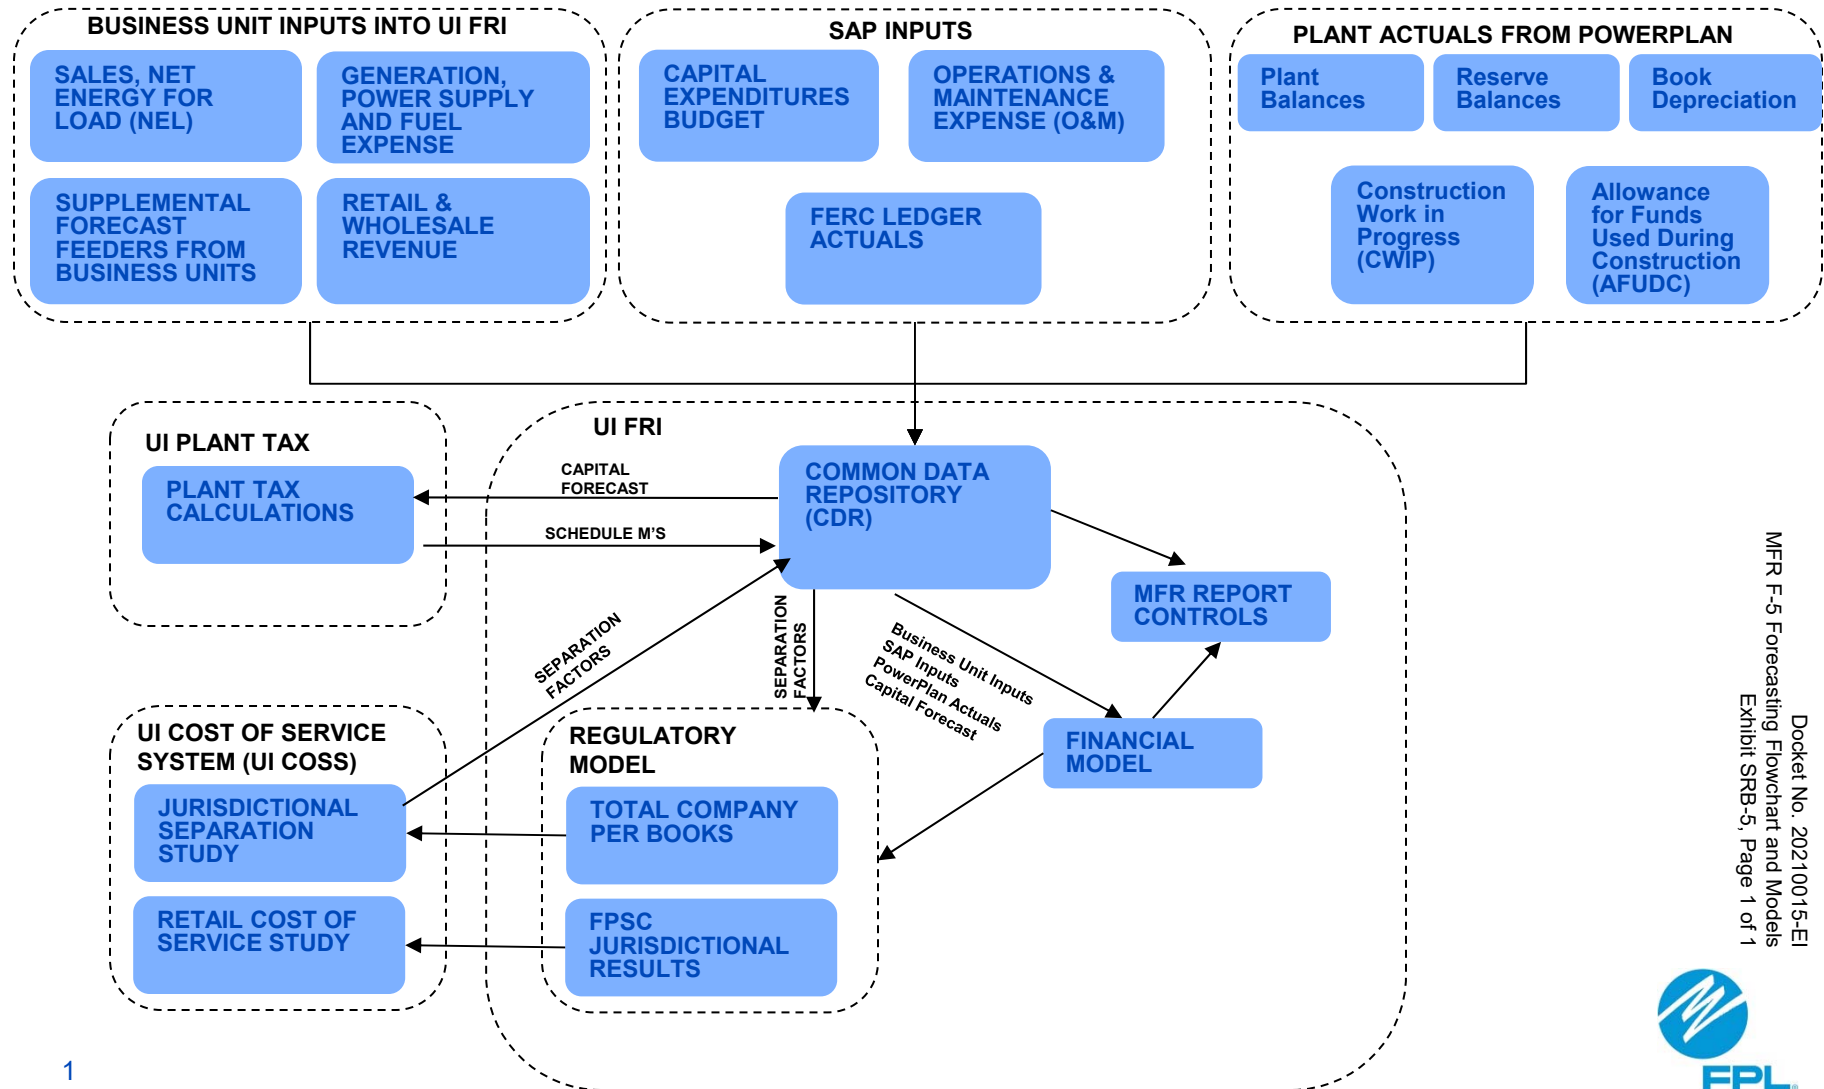 BUSINESS UNIT INPUTS INTO UI FRI
SALES, NET
ENERGY FOR
LOAD (NEL)
GENERATION,
POWER SUPPLY
AND FUEL
EXPENSE
SUPPLEMENTAL
FORECAST
FEEDERS FROM
BUSINESS UNITS
RETAIL &
WHOLESALE
REVENUE
SAP INPUTS
CAPITAL
EXPENDITURES
BUDGET
OPERATIONS &
MAINTENANCE
EXPENSE (O&M)
FERC LEDGER
ACTUALS
PLANT ACTUALS FROM POWERPLAN
Plant
Balances
Reserve
Balances
Book
Depreciation
Construction
Work in
Progress
(CWIP)
Allowance
for Funds
Used During
Construction
(AFUDC)
UI PLANT TAX
PLANT TAX
CALCULATIONS
UI FRI
CAPITAL
FORECAST
SCHEDULE M'S
COMMON DATA
REPOSITORY
(CDR)
MFR REPORT
CONTROLS
SEPARATION
FACTORS
SEPARATION
FACTORS
Business Unit Inputs
SAP Inputs
PowerPlan Actuals
Capital Forecast
FINANCIAL
MODEL
UI COST OF SERVICE
SYSTEM (UI COSS)
JURISDICTIONAL
SEPARATION
STUDY
RETAIL COST OF
SERVICE STUDY
REGULATORY
MODEL
TOTAL COMPANY
PER BOOKS
FPSC
JURISDICTIONAL
RESULTS
Docket No. 20210015-EI
MFR F-5 Forecasting Flowchart and Models
Exhibit SRB-5, Page 1 of 1
FPL®
1